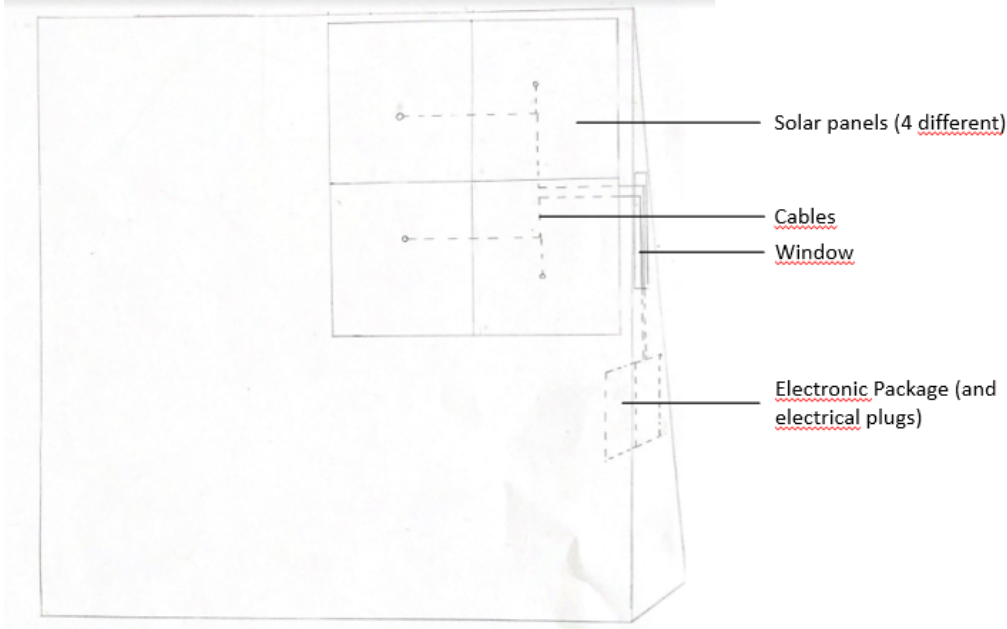 Solar panels (4 different)
Cables
Window
Electronic Package (and
electrical plugs)